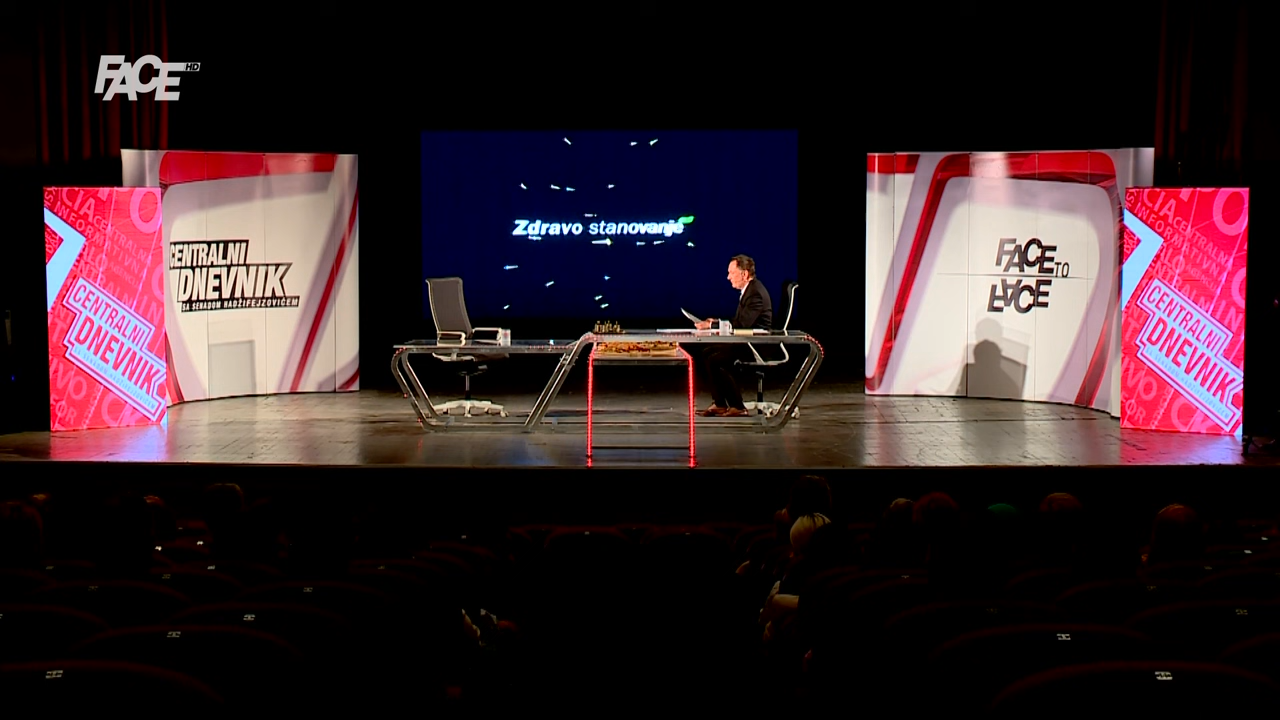 FACE HD
Zdravo stanovanje
CENTRALNI
DNEVNIK
SA SENADOM HADŽIFEJZOVIĆEM
FACE TO
FACE
CENTRALNI
DNEVNIK
CENTRALNI
DNEVNIK